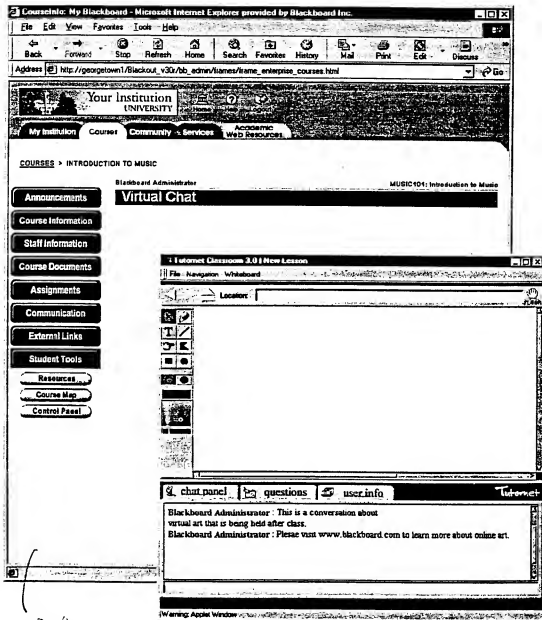 CourseInfo: My Blackboard - Microsoft Internet Explorer provided by Blackboard Inc.
File Edit View Favorites Tools Help
Back Forward Stop Refresh Home Search Favorites History Mail Print Edit Discuss
Address http://georgetown1/Blackout_v30r/bb_admin/frames/frame_enterprise_courses.html Go
Your Institution
UNIVERSITY
My Institution Courses Community Services Academic Web Resources
COURSES > INTRODUCTION TO MUSIC
Blackboard Administrator MUSIC101: Introduction to Music
Virtual Chat
Announcements
Course Information
Staff Information
Course Documents
Assignments
Communication
External Links
Student Tools
Resources
Course Map
Control Panel
Tutornet Classroom 3.0 | New Lesson
File Navigation Whiteboard
Location:
chat panel questions user info Tutornet
Blackboard Administrator : This is a conversation about
virtual art that is being held after class.
Blackboard Administrator : Please visit www.blackboard.com to learn more about online art.
Warning: Applet Window